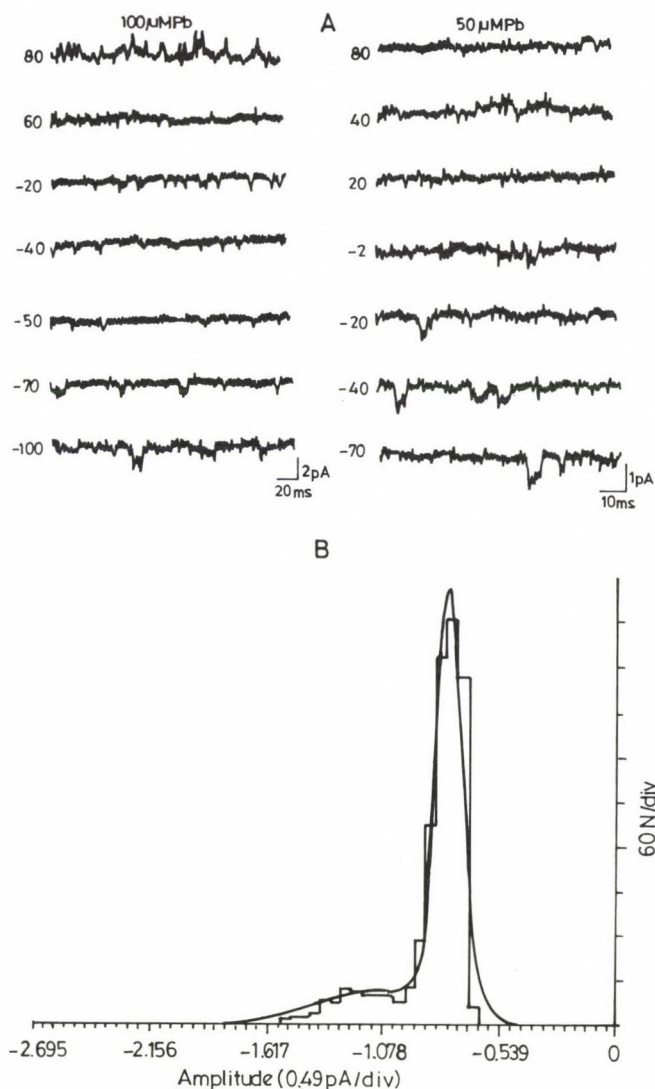 A
100µMPb 50µMPb
80 80
60 40
-20 20
-40 -2
-50 -20
-70 -40
-100 -70
2pA
20ms
1pA
10ms
B
60 N/div
-2.695 -2.156 -1.617 -1.078 -0.539 0
Amplitude (0.49pA/div)